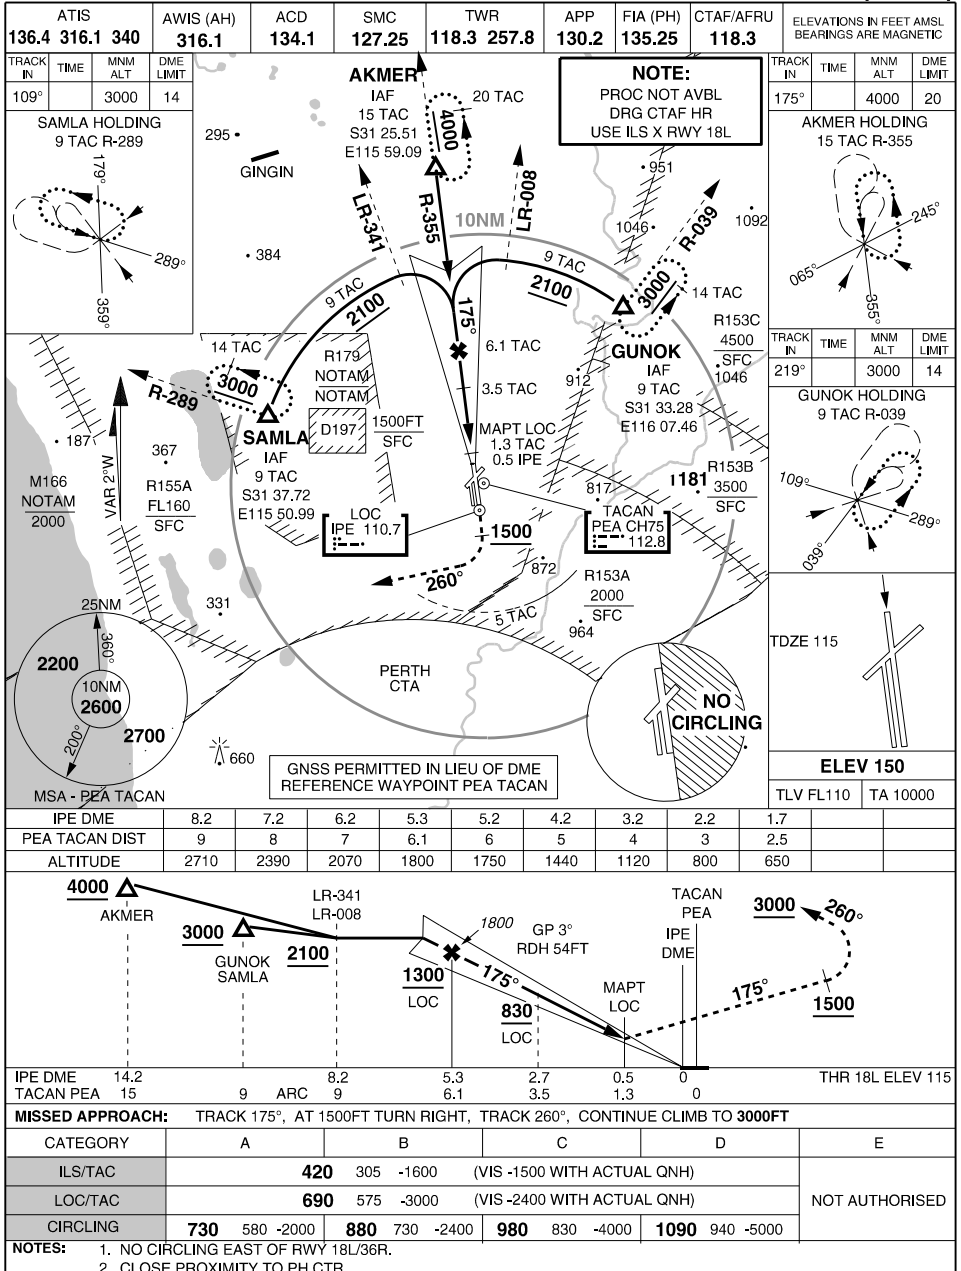 ATIS
136.4 316.1 340
AWIS (AH)
316.1
ACD
134.1
SMC
127.25
TWR
118.3 257.8
APP
130.2
FIA (PH)
135.25
CTAF/AFRU
118.3
ELEVATIONS IN FEET AMSL
BEARINGS ARE MAGNETIC
TRACK IN TIME MNM ALT DME LIMIT
109° 3000 14
SAMLA HOLDING
9 TAC R-289
179°
289°
359°
TRACK IN TIME MNM ALT DME LIMIT
175° 4000 20
AKMER HOLDING
15 TAC R-355
245°
065°
355°
TRACK IN TIME MNM ALT DME LIMIT
219° 3000 14
GUNOK HOLDING
9 TAC R-039
109°
289°
039°
NOTE:
PROC NOT AVBL
DRG CTAF HR
USE ILS X RWY 18L
AKMER
IAF
15 TAC
S31 25.51
E115 59.09
20 TAC
4000
295
GINGIN
384
LR-341
R-355
LR-008
R-039
10NM
951
1046
1092
9 TAC
2100
9 TAC
2100
3000
14 TAC
175°
6.1 TAC
3.5 TAC
GUNOK
IAF
9 TAC
S31 33.28
E116 07.46
R153C
4500
SFC
1046
912
14 TAC
3000
R-289
SAMLA
IAF
9 TAC
S31 37.72
E115 50.99
R179
NOTAM
NOTAM
D197
1500FT
SFC
MAPT LOC
1.3 TAC
0.5 IPE
187
VAR 2°W
M166
NOTAM
2000
367
R155A
FL160
SFC
LOC
IPE 110.7
817
1181
R153B
3500
SFC
TACAN
PEA CH75
112.8
1500
260°
872
R153A
2000
SFC
5 TAC
964
331
PERTH
CTA
25NM
360°
2200
10NM
2600
2700
200°
MSA - PEA TACAN
660
GNSS PERMITTED IN LIEU OF DME
REFERENCE WAYPOINT PEA TACAN
NO
CIRCLING
TDZE 115
ELEV 150
TLV FL110 TA 10000
IPE DME 8.2 7.2 6.2 5.3 5.2 4.2 3.2 2.2 1.7
PEA TACAN DIST 9 8 7 6.1 6 5 4 3 2.5
ALTITUDE 2710 2390 2070 1800 1750 1440 1120 800 650
4000
AKMER
3000
GUNOK
SAMLA
LR-341
LR-008
2100
1800
GP 3°
RDH 54FT
1300
LOC
175°
830
LOC
MAPT
LOC
TACAN
PEA
IPE
DME
3000
260°
175°
1500
IPE DME 14.2 8.2 5.3 2.7 0.5 0
TACAN PEA 15 9 ARC 9 6.1 3.5 1.3 0
THR 18L ELEV 115
MISSED APPROACH: TRACK 175°, AT 1500FT TURN RIGHT, TRACK 260°, CONTINUE CLIMB TO 3000FT
CATEGORY A B C D E
ILS/TAC 420 305 -1600 (VIS -1500 WITH ACTUAL QNH)
LOC/TAC 690 575 -3000 (VIS -2400 WITH ACTUAL QNH)
NOT AUTHORISED
CIRCLING 730 580 -2000 880 730 -2400 980 830 -4000 1090 940 -5000
NOTES: 1. NO CIRCLING EAST OF RWY 18L/36R.
2. CLOSE PROXIMITY TO PH CTR